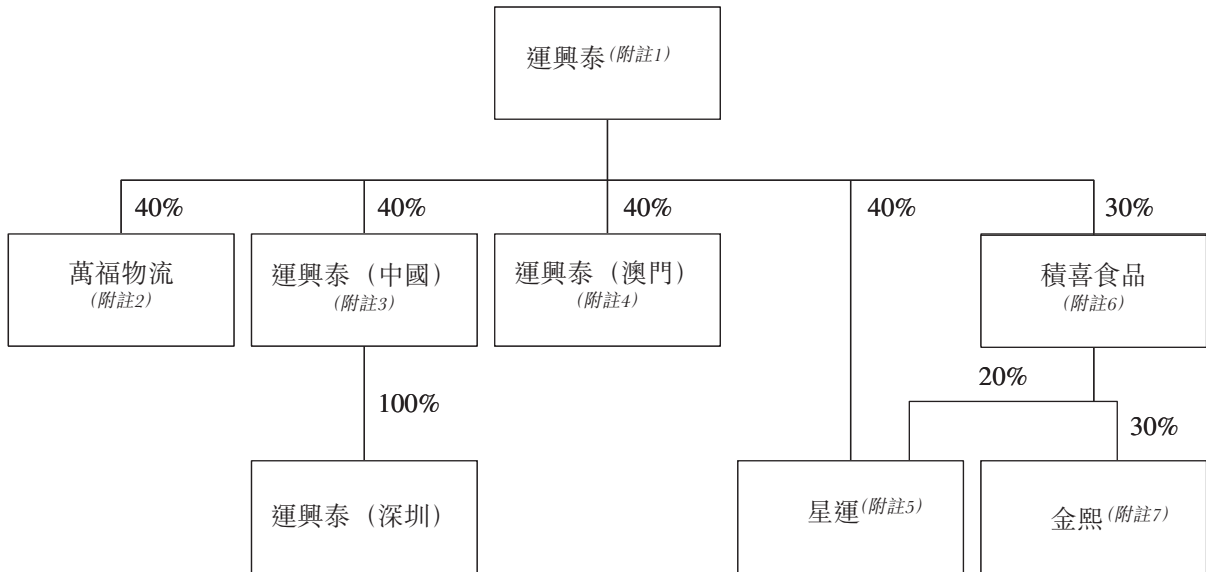 運興泰(附註1)
40%
40%
40%
40%
30%
萬福物流
(附註2)
運興泰（中國）
(附註3)
運興泰（澳門）
(附註4)
積喜食品
(附註6)
100%
20%
30%
運興泰（深圳）
星運(附註5)
金熙(附註7)